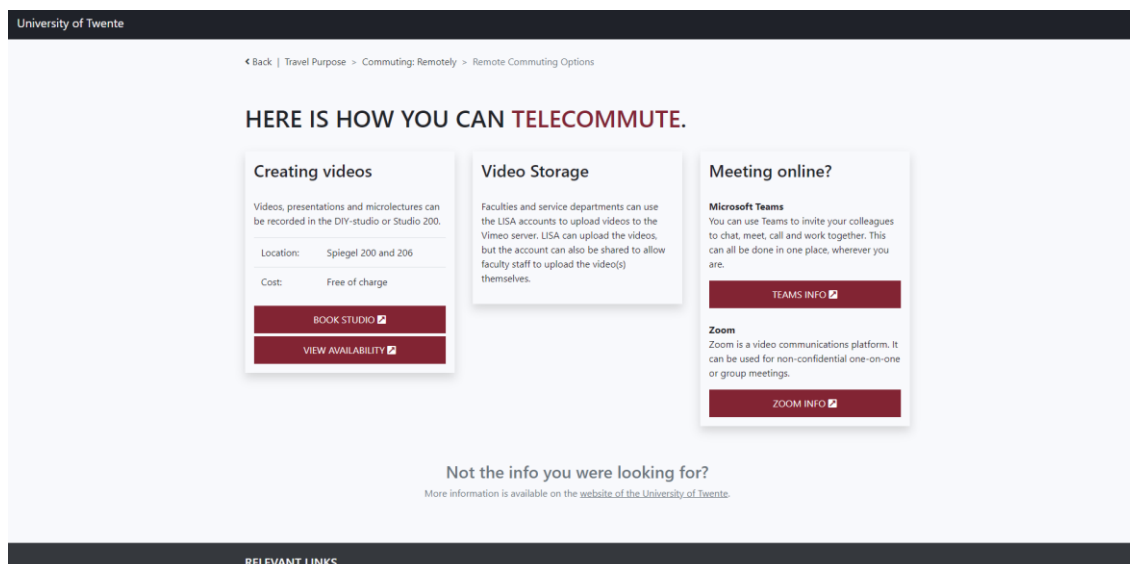 University of Twente
Back | Travel Purpose > Commuting: Remotely > Remote Commuting Options
HERE IS HOW YOU CAN TELECOMMUTE.
Creating videos
Videos, presentations and microlectures can
be recorded in the DIY-studio or Studio 200.
Location: Spiegel 200 and 206
Cost: Free of charge
BOOK STUDIO
VIEW AVAILABILITY
Video Storage
Faculties and service departments can use
the LISA accounts to upload videos to the
Vimeo server. LISA can upload the videos,
but the account can also be shared to allow
faculty staff to upload the video(s)
themselves.
Meeting online?
Microsoft Teams
You can use Teams to invite your colleagues
to chat, meet, call and work together. This
can all be done in one place, wherever you
are.
TEAMS INFO
Zoom
Zoom is a video communications platform. It
can be used for non-confidential one-on-one
or group meetings.
ZOOM INFO
Not the info you were looking for?
More information is available on the website of the University of Twente.
RELEVANT LINKS